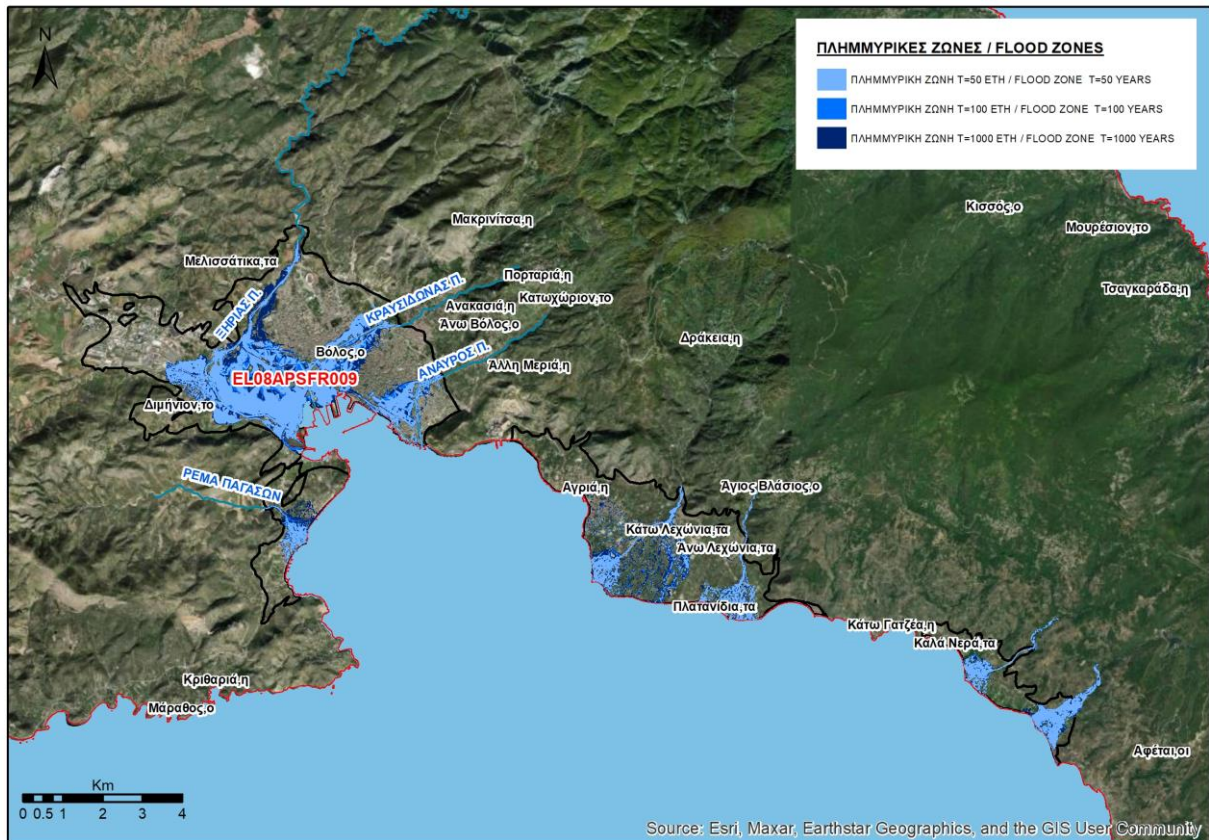 N
ΠΛΗΜΜΥΡΙΚΕΣ ΖΩΝΕΣ / FLOOD ZONES
ΠΛΗΜΜΥΡΙΚΗ ΖΩΝΗ T=50 ΕΤΗ / FLOOD ZONE T=50 YEARS
ΠΛΗΜΜΥΡΙΚΗ ΖΩΝΗ T=100 ΕΤΗ / FLOOD ZONE T=100 YEARS
ΠΛΗΜΜΥΡΙΚΗ ΖΩΝΗ T=1000 ΕΤΗ / FLOOD ZONE T=1000 YEARS
Κισσός,ο
Μακρινίτσα,η
Μουρέσιον,το
Μελισσάτικα,τα
Πορταριά,η
Τσαγκαράδα,η
ΞΗΡΙΑΣ Π.
ΚΡΑΥΣΙΔΩΝΑΣ Π.
Κατωχώριον,το
Ανακασιά,η
Άνω Βόλος,ο
Δράκεια,η
Βόλος,ο
ΑΝΑΥΡΟΣ Π.
Άλλη Μεριά,η
EL08APSFR009
Διμήνιον,το
ΡΕΜΑ ΠΑΓΑΣΩΝ
Αγριά,η
Άγιος Βλάσιος,ο
Κάτω Λεχώνια,τα
Άνω Λεχώνια,τα
Πλατανίδια,τα
Κάτω Γατζέα,η
Καλά Νερά,τα
Κριθαριά,η
Μάραθος,ο
Αφέται,οι
Km
0 0.5 1 2 3 4
Source: Esri, Maxar, Earthstar Geographics, and the GIS User Community